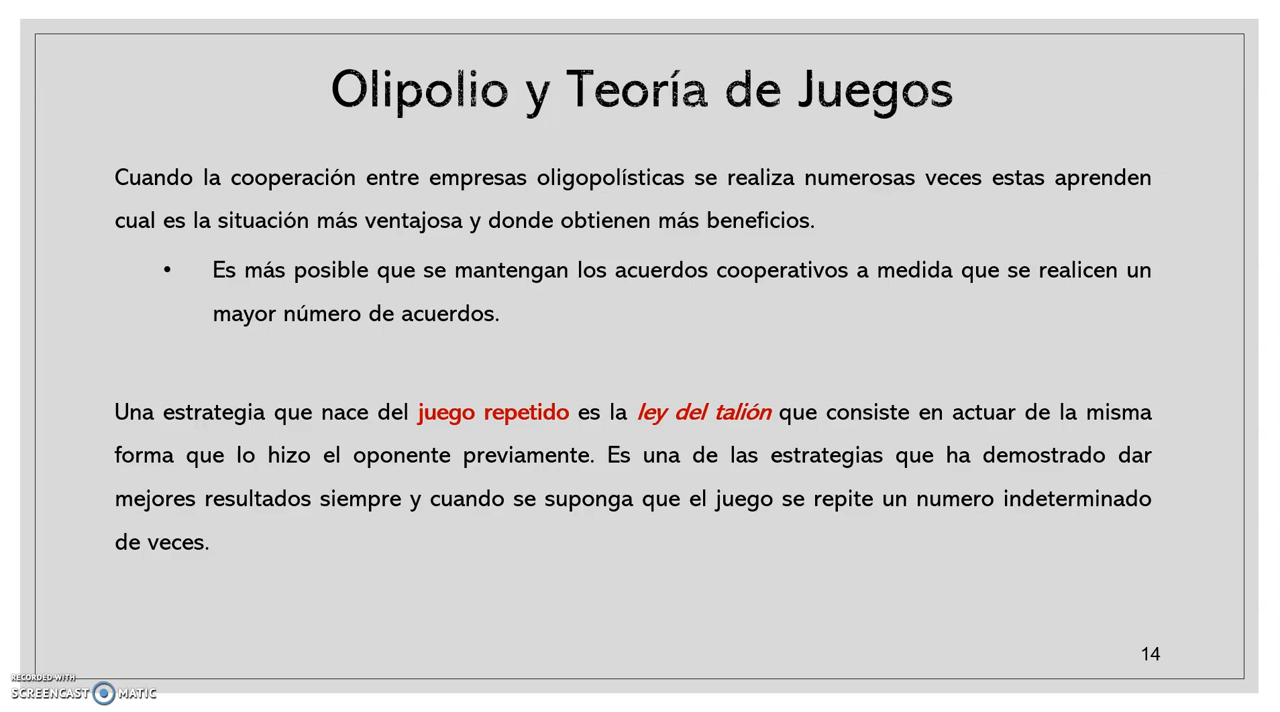 Olipolio y Teoría de Juegos
Cuando la cooperación entre empresas oligopolísticas se realiza numerosas veces estas aprenden
cual es la situación más ventajosa y donde obtienen más beneficios.
• Es más posible que se mantengan los acuerdos cooperativos a medida que se realicen un
mayor número de acuerdos.
Una estrategia que nace del juego repetido es la ley del talión que consiste en actuar de la misma
forma que lo hizo el oponente previamente. Es una de las estrategias que ha demostrado dar
mejores resultados siempre y cuando se suponga que el juego se repite un numero indeterminado
de veces.
14
RECORDED WITH
SCREENCAST MATIC